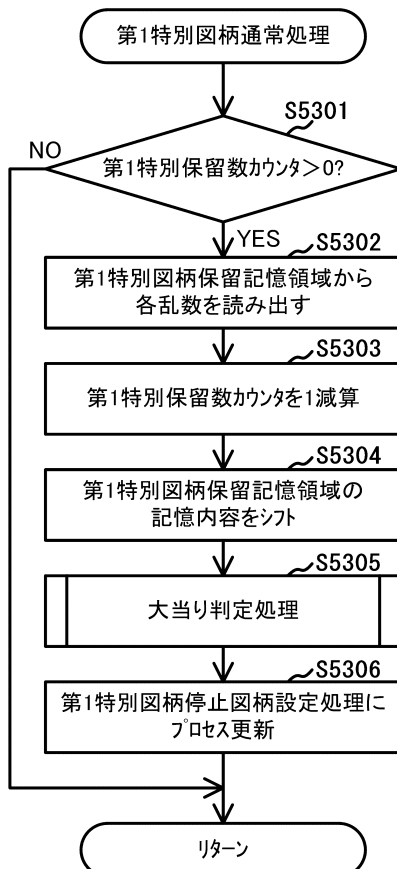 第1特別図柄通常処理
S5301
NO
第1特別保留数カウンタ>0?
YES
S5302
第1特別図柄保留記憶領域から
各乱数を読み出す
S5303
第1特別保留数カウンタを1減算
S5304
第1特別図柄保留記憶領域の
記憶内容をシフト
S5305
大当り判定処理
S5306
第1特別図柄停止図柄設定処理に
プロセス更新
リターン